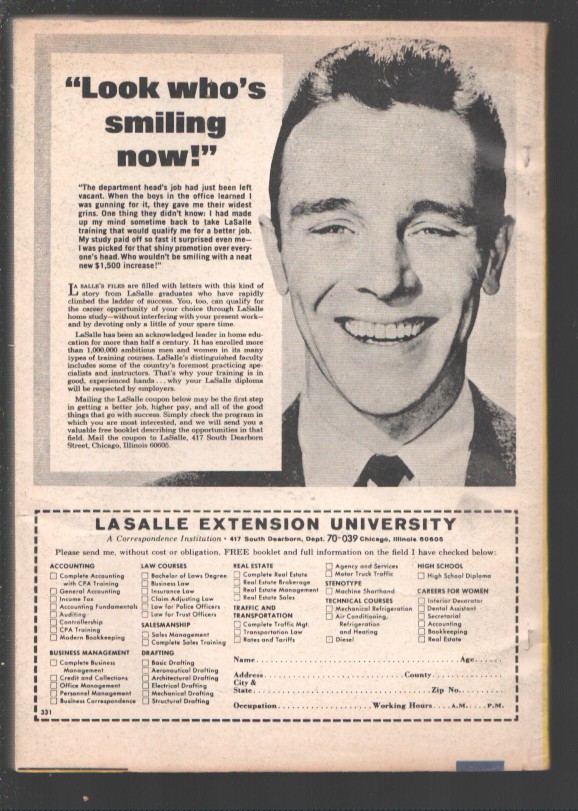 “Look who’s
smiling
now!”
“The department head’s job had just been left
vacant. When the boys in the office learned I
was gunning for it, they gave me their widest
grins. One thing they didn’t know: I had made
up my mind sometime back to take LaSalle
training that would qualify me for a better job.
My study paid off so fast it surprised even me—
I was picked for that shiny promotion over every-
one’s head. Who wouldn’t be smiling with a neat
new $1,500 increase!”
LA SALLE’S FILES are filled with letters with this kind of
story from LaSalle graduates who have rapidly
climbed the ladder of success. You, too, can qualify for
the career opportunity of your choice through LaSalle
home study—without interfering with your present work—
and by devoting only a little of your spare time.
LaSalle has been an acknowledged leader in home edu-
cation for more than half a century. It has enrolled more
than 1,000,000 ambitious men and women in its many
types of training courses. LaSalle’s distinguished faculty
includes some of the country’s foremost practicing spe-
cialists and instructors. That’s why your training is in
good, experienced hands...why your LaSalle diploma
will be respected by employers.
Mailing the LaSalle coupon below may be the first step
in getting a better job, higher pay, and all of the good
things that go with success. Simply check the program in
which you are most interested, and we will send you a
valuable free booklet describing the opportunities in that
field. Mail the coupon to LaSalle, 417 South Dearborn
Street, Chicago, Illinois 60605.
LASALLE EXTENSION UNIVERSITY
A Correspondence Institution • 417 South Dearborn, Dept. 70-039 Chicago, Illinois 60605
Please send me, without cost or obligation, FREE booklet and full information on the field I have checked below:
ACCOUNTING
Complete Accounting
with CPA Training
General Accounting
Income Tax
Accounting Fundamentals
Auditing
Controllership
CPA Training
Modern Bookkeeping
BUSINESS MANAGEMENT
Complete Business
Management
Credit and Collections
Office Management
Personnel Management
Business Correspondence
LAW COURSES
Bachelor of Laws Degree
Business Law
Insurance Law
Claim Adjusting Law
Law for Police Officers
Law for Trust Officers
SALESMANSHIP
Sales Management
Complete Sales Training
DRAFTING
Basic Drafting
Aeronautical Drafting
Architectural Drafting
Electrical Drafting
Mechanical Drafting
Structural Drafting
REAL ESTATE
Complete Real Estate
Real Estate Brokerage
Real Estate Management
Real Estate Sales
TRAFFIC AND
TRANSPORTATION
Complete Traffic Mgt.
Transportation Law
Rates and Tariffs
Agency and Services
Motor Truck Traffic
STENOTYPE
Machine Shorthand
TECHNICAL COURSES
Mechanical Refrigeration
Air Conditioning,
Refrigeration
and Heating
Diesel
HIGH SCHOOL
High School Diploma
CAREERS FOR WOMEN
Interior Decorator
Dental Assistant
Secretarial
Accounting
Bookkeeping
Real Estate
Name.......... Age......
Address.......... County..........
City &
State.......... Zip No..........
Occupation.......... Working Hours....A.M.....P.M.
331